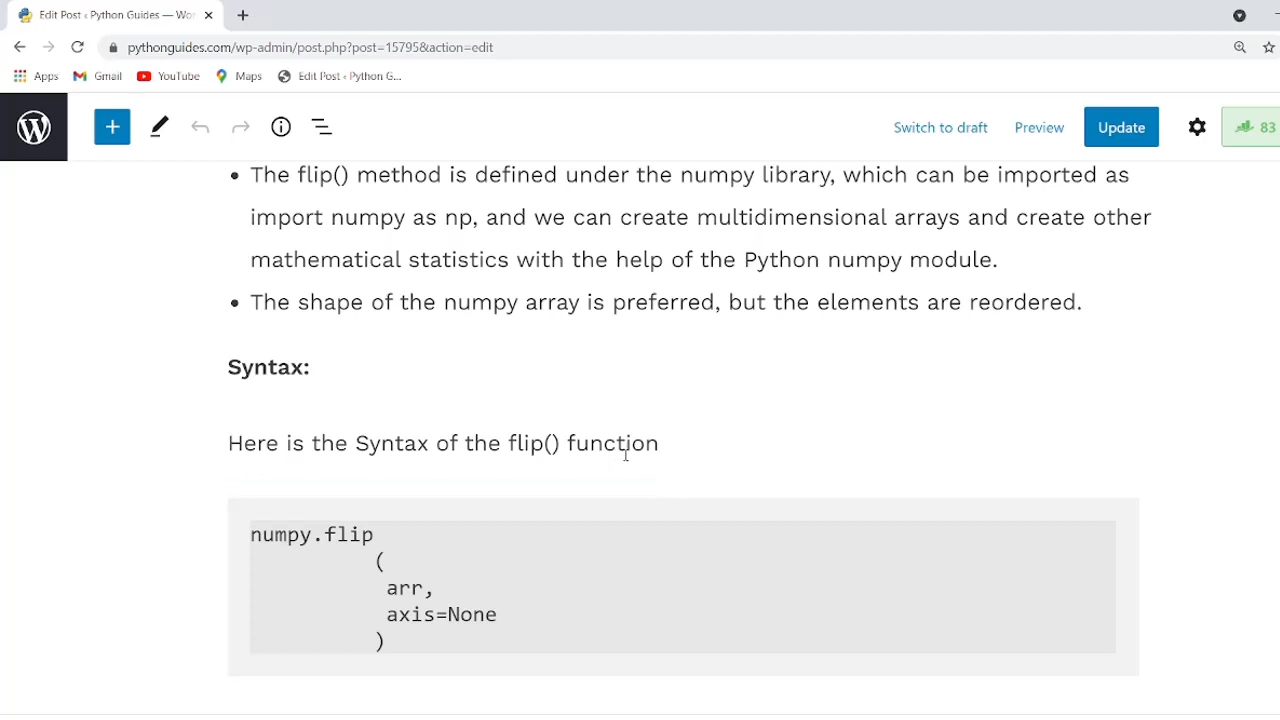 Edit Post ‹ Python Guides — Wor
pythonguides.com/wp-admin/post.php?post=15795&action=edit
Apps Gmail YouTube Maps Edit Post ‹ Python G...
Switch to draft Preview Update 83
• The flip() method is defined under the numpy library, which can be imported as
import numpy as np, and we can create multidimensional arrays and create other
mathematical statistics with the help of the Python numpy module.
• The shape of the numpy array is preferred, but the elements are reordered.
Syntax:
Here is the Syntax of the flip() function
numpy.flip
(
arr,
axis=None
)